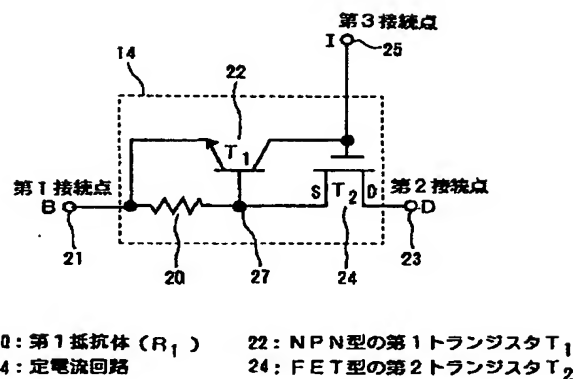 第3接続点
I
25
14
22
T1
第1接続点
B
S
T2
D
第2接続点
D
21
20
27
24
23
0:第1抵抗体(R1)
22:NPN型の第1トランジスタT1
4:定電流回路
24:FET型の第2トランジスタT2